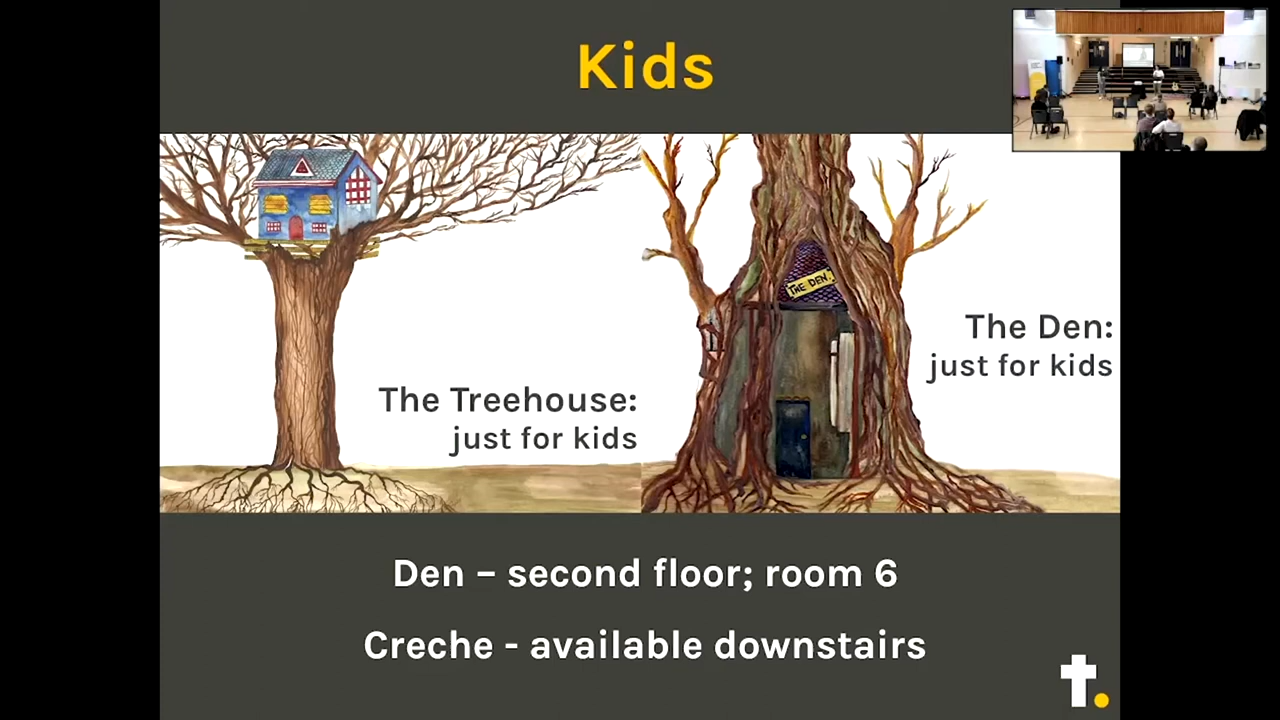 Kids
THE DEN.
The Den:
just for kids
The Treehouse:
just for kids
Den – second floor; room 6
Creche - available downstairs
t.